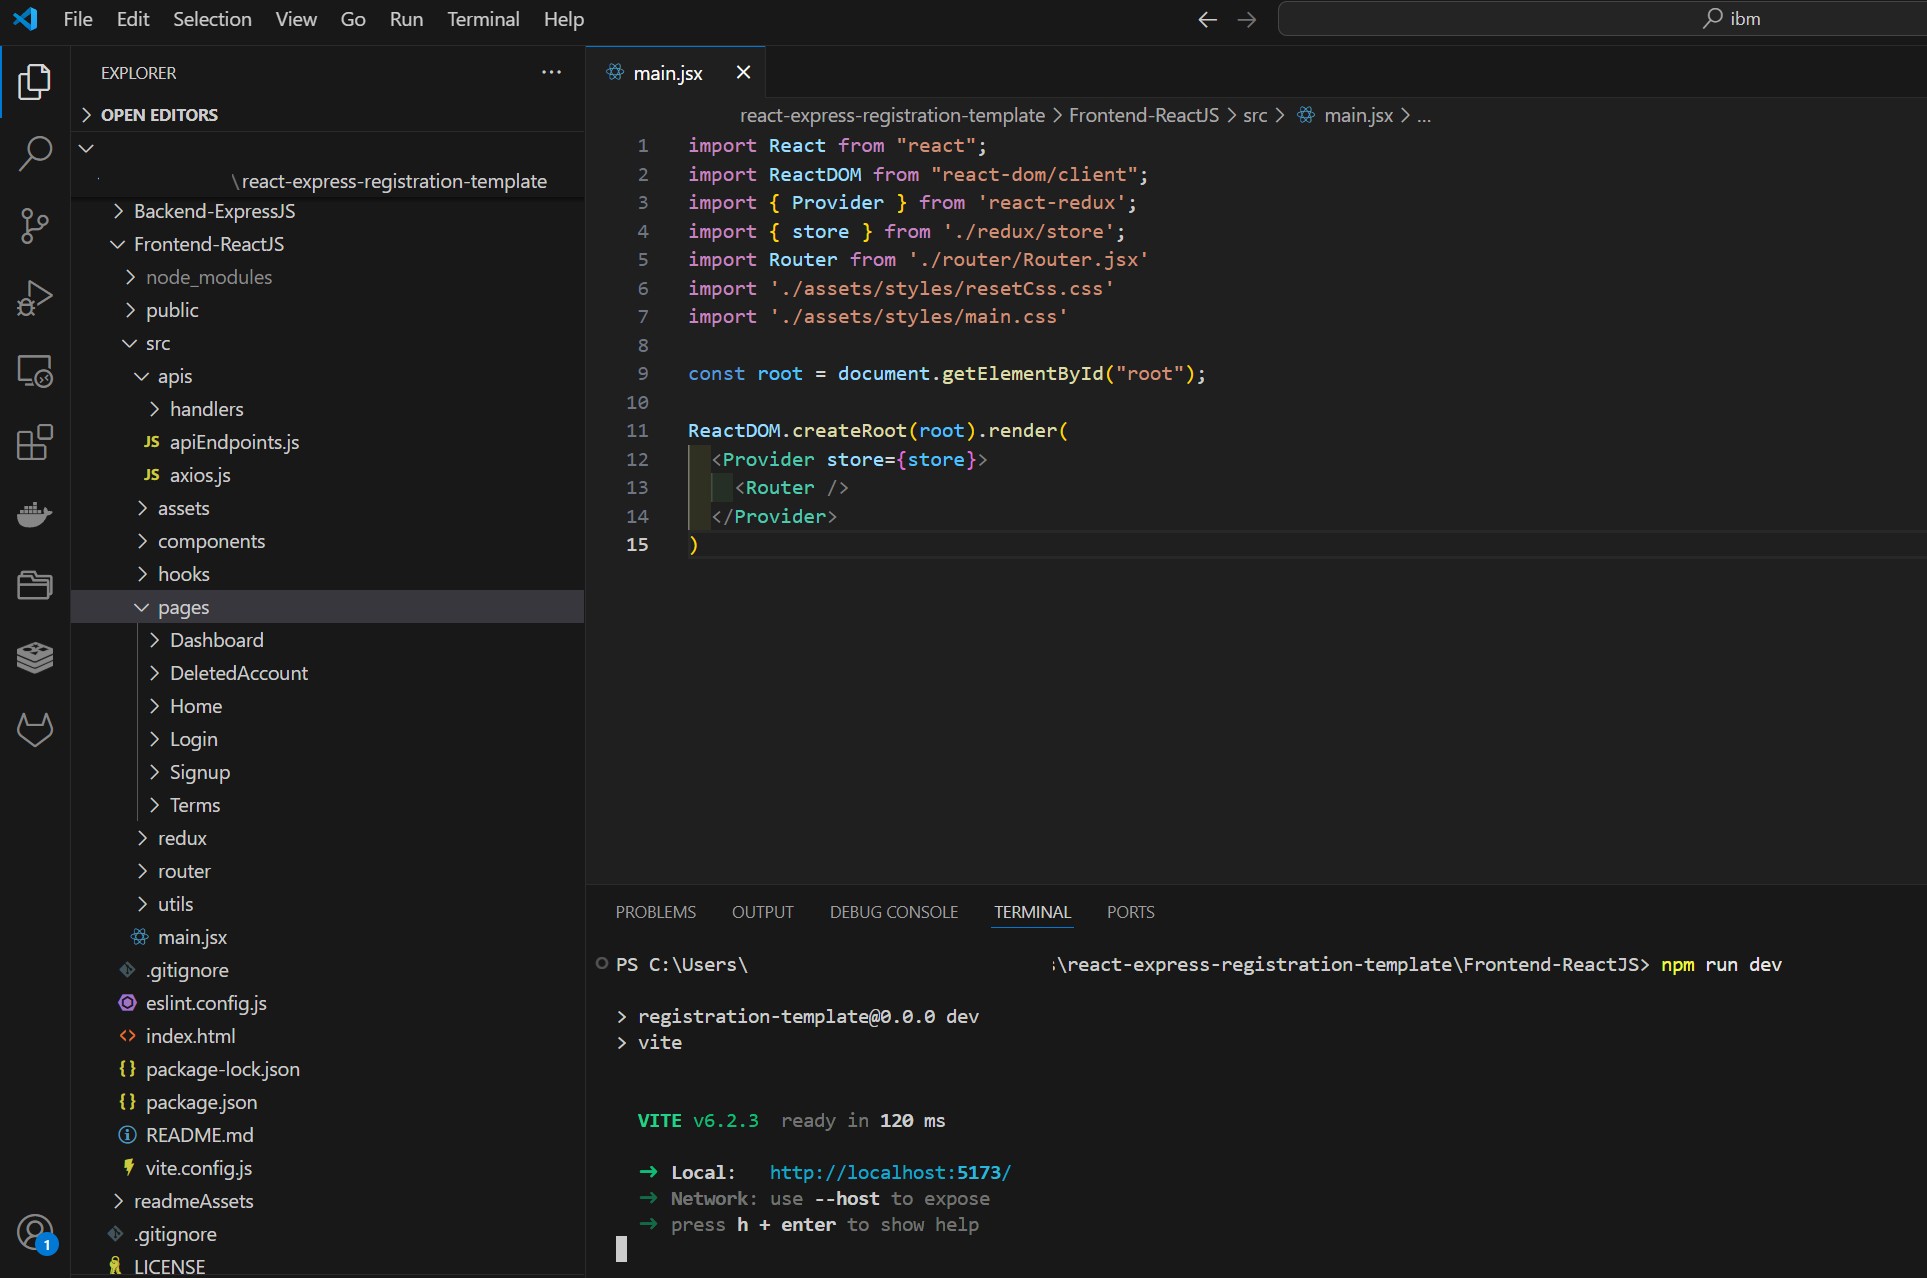 File Edit Selection View Go Run Terminal Help
ibm
EXPLORER
OPEN EDITORS
\react-express-registration-template
Backend-ExpressJS
Frontend-ReactJS
node_modules
public
src
apis
handlers
JS apiEndpoints.js
JS axios.js
assets
components
hooks
pages
Dashboard
DeletedAccount
Home
Login
Signup
Terms
redux
router
utils
main.jsx
.gitignore
eslint.config.js
<> index.html
{} package-lock.json
{} package.json
README.md
vite.config.js
readmeAssets
.gitignore
LICENSE
1
main.jsx
react-express-registration-template > Frontend-ReactJS > src > main.jsx > ...
1 import React from "react";
2 import ReactDOM from "react-dom/client";
3 import { Provider } from 'react-redux';
4 import { store } from './redux/store';
5 import Router from './router/Router.jsx'
6 import './assets/styles/resetCss.css'
7 import './assets/styles/main.css'
8
9 const root = document.getElementById("root");
10
11 ReactDOM.createRoot(root).render(
12 <Provider store={store}>
13 <Router />
14 </Provider>
15 )
PROBLEMS OUTPUT DEBUG CONSOLE TERMINAL PORTS
PS C:\Users\ \react-express-registration-template\Frontend-ReactJS> npm run dev
> registration-template@0.0.0 dev
> vite
VITE v6.2.3 ready in 120 ms
➜ Local: http://localhost:5173/
➜ Network: use --host to expose
➜ press h + enter to show help